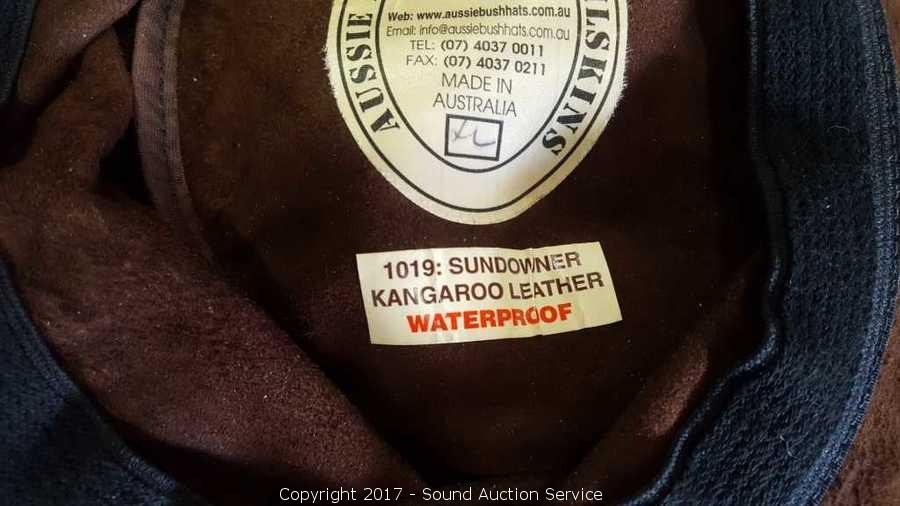 Web: www.aussiebushhats.com.au
Email: info@aussiebushhats.com.au
TEL: (07) 4037 0011
FAX: (07) 4037 0211
MADE IN
AUSTRALIA
XL
AUSSIE
1019: SUNDOWNER
KANGAROO LEATHER
WATERPROOF
Copyright 2017 - Sound Auction Service